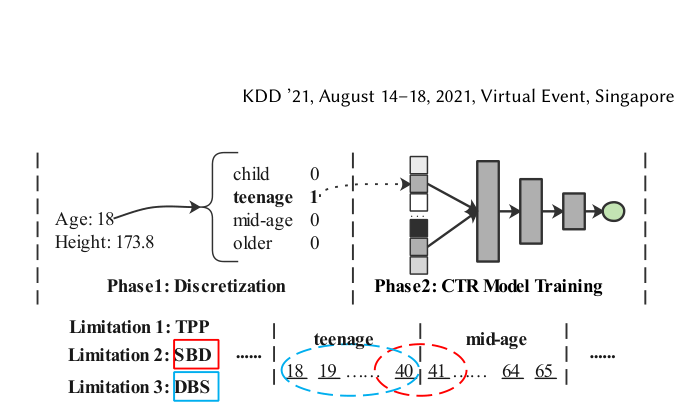 KDD ’21, August 14–18, 2021, Virtual Event, Singapore
child 0
teenage 1
mid-age 0
older 0
Age: 18
Height: 173.8
...
Phase1: Discretization
Phase2: CTR Model Training
Limitation 1: TPP
Limitation 2: SBD
Limitation 3: DBS
......
teenage
mid-age
18 19 ...... 40 41 ...... 64 65
......